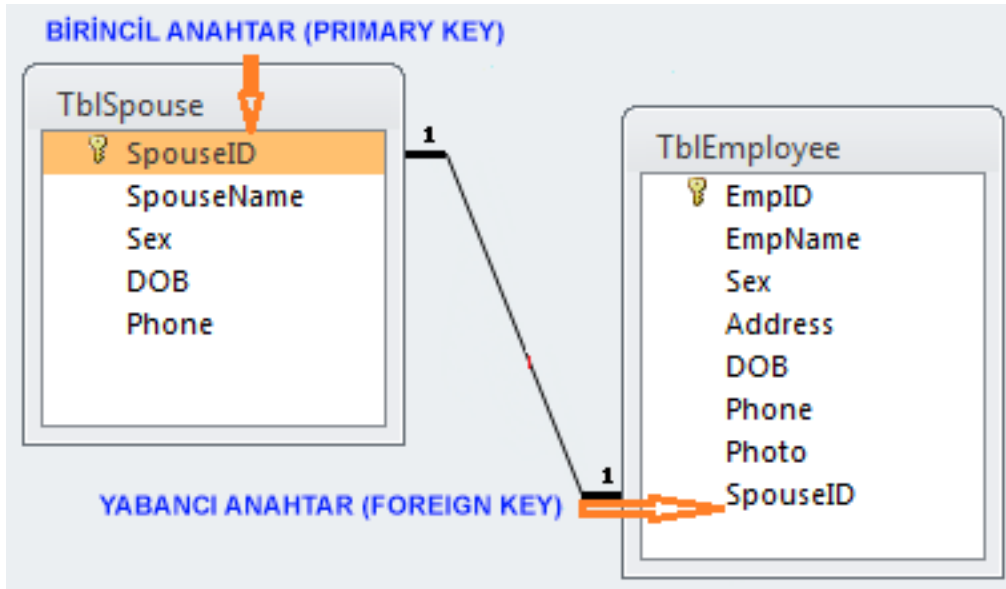 BİRİNCİL ANAHTAR (PRIMARY KEY)
TblSpouse
SpouseID
SpouseName
Sex
DOB
Phone
1
1
TblEmployee
EmpID
EmpName
Sex
Address
DOB
Phone
Photo
SpouseID
YABANCI ANAHTAR (FOREIGN KEY)